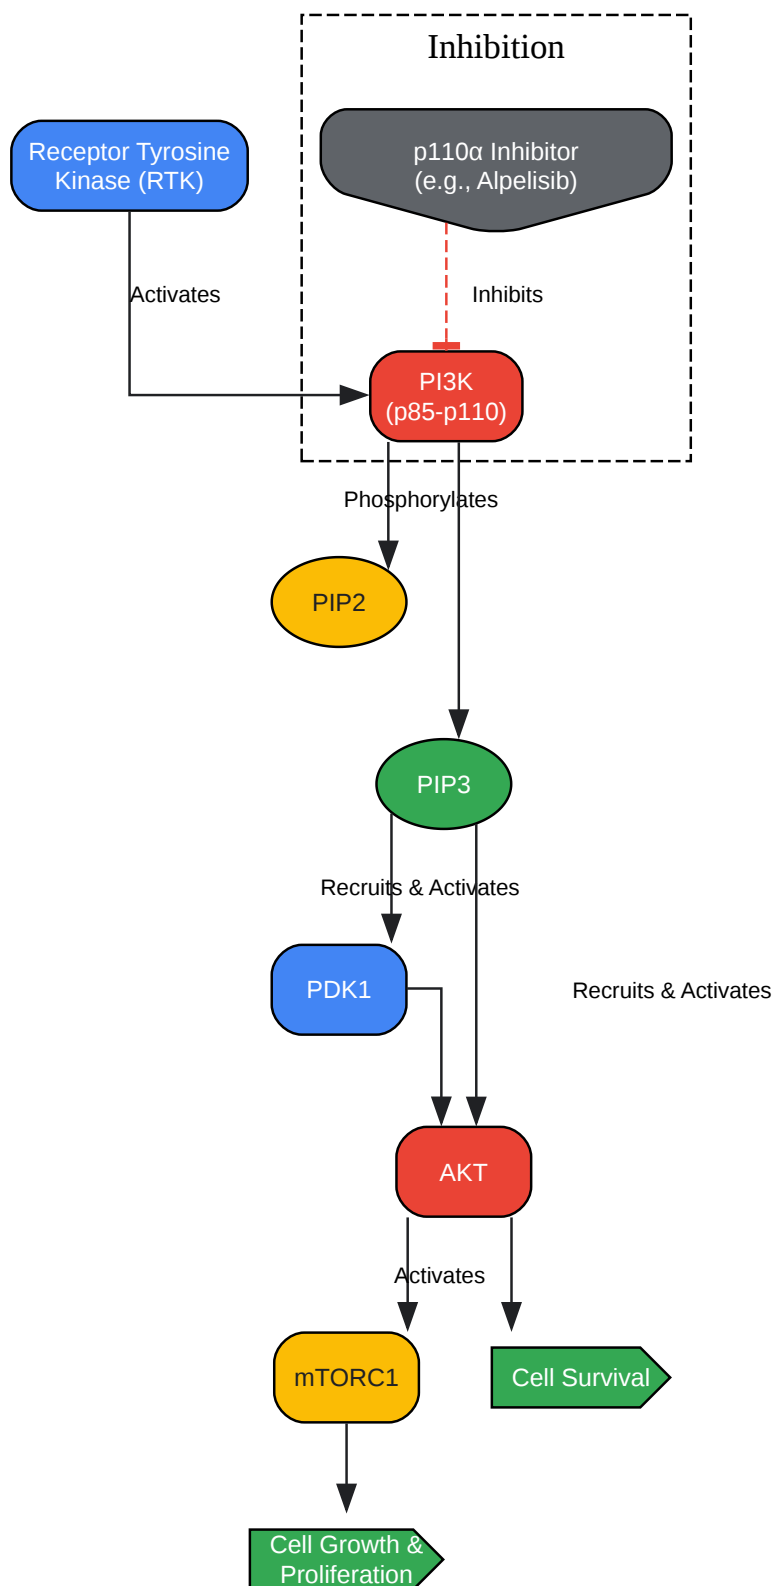 Inhibition
Receptor Tyrosine
Kinase (RTK)
p110α Inhibitor
(e.g., Alpelisib)
Activates
Inhibits
PI3K
(p85-p110)
Phosphorylates
PIP2
PIP3
Recruits & Activates
PDK1
Recruits & Activates
AKT
Activates
mTORC1
Cell Survival
Cell Growth &
Proliferation